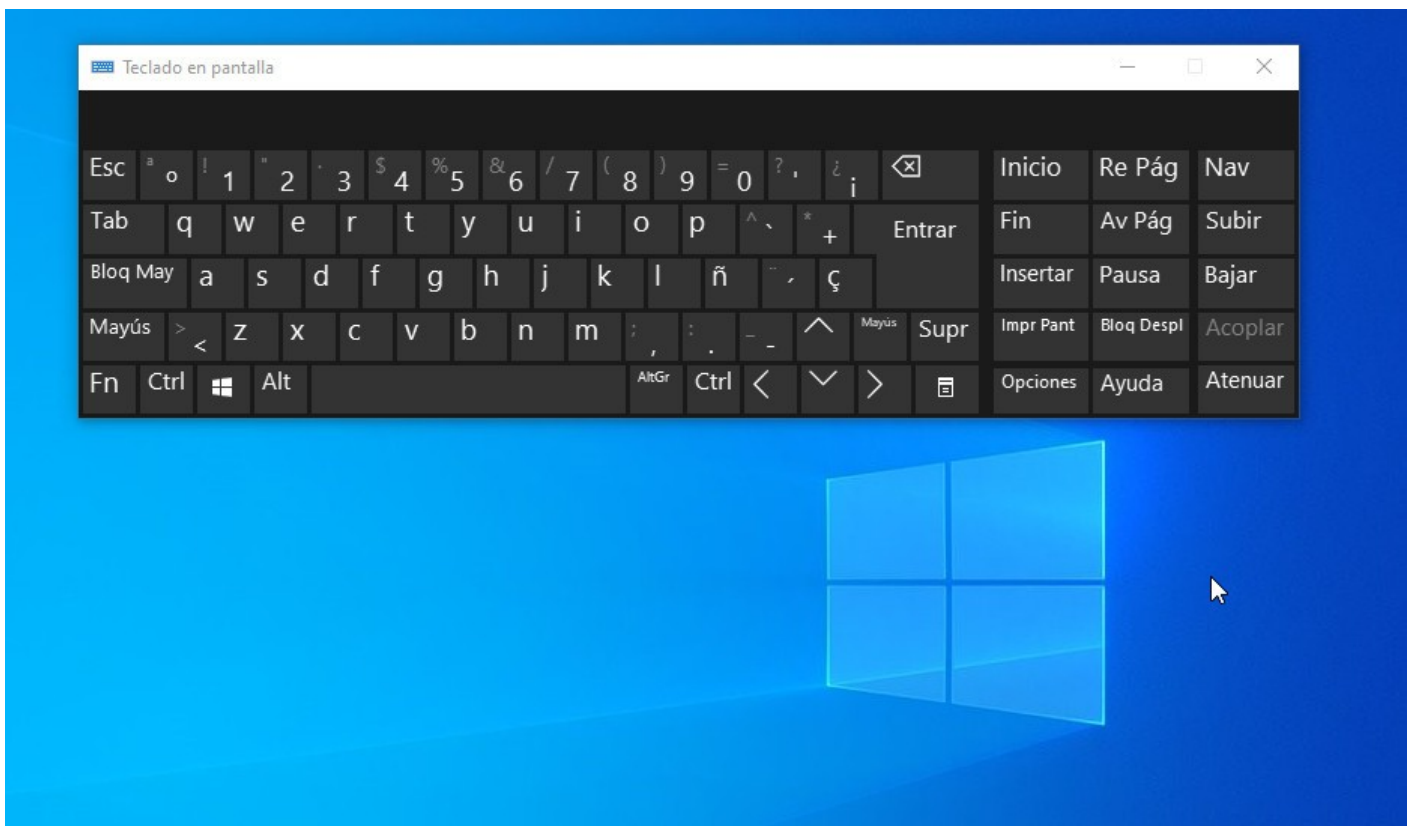 Teclado en pantalla
Esc ª º ! 1 " 2 · 3 $ 4 % 5 & 6 / 7 ( 8 ) 9 = 0 ? ' ¿ ¡ Inicio Re Pág Nav
Tab q w e r t y u i o p ^ ` * + Entrar Fin Av Pág Subir
Bloq May a s d f g h j k l ñ ¨ ´ ç Insertar Pausa Bajar
Mayús > < z x c v b n m ; , : . _ - Mayús Supr Impr Pant Bloq Despl Acoplar
Fn Ctrl Alt AltGr Ctrl Opciones Ayuda Atenuar